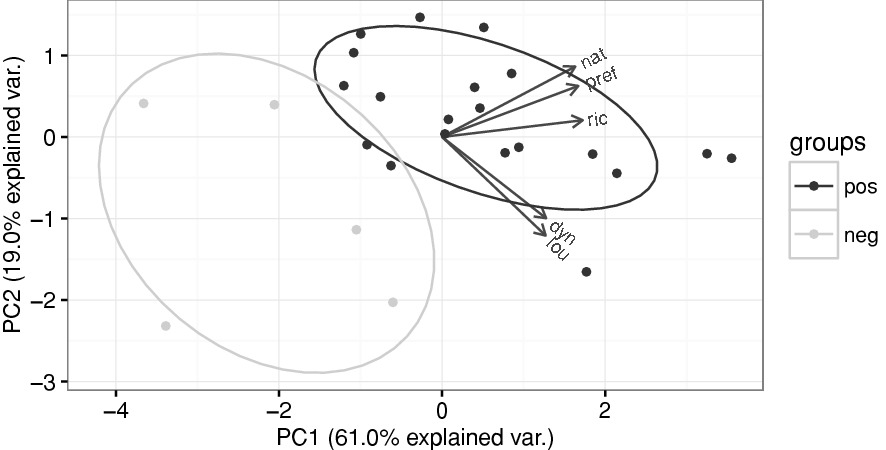 PC2 (19.0% explained var.)
1
0
−1
−2
−3
nat
pref
ric
dyn
lou
groups
pos
neg
−4
−2
0
2
PC1 (61.0% explained var.)